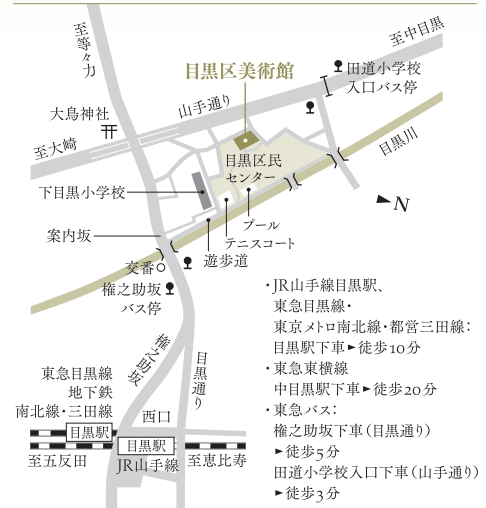 至等々力
至中目黒
目黒区美術館
田道小学校
入口バス停
山手通り
大鳥神社
至大崎
目黒川
目黒区民
センター
下目黒小学校
N
プール
テニスコート
案内坂
遊歩道
交番
権之助坂
バス停
権之助坂
目黒通り
東急目黒線
地下鉄
南北線・三田線
西口
目黒駅
目黒駅
至五反田
JR山手線
至恵比寿
・JR山手線目黒駅、
東急目黒線・
東京メトロ南北線・都営三田線：
目黒駅下車►徒歩10分
・東急東横線
中目黒駅下車►徒歩20分
・東急バス：
権之助坂下車（目黒通り）
►徒歩5分
田道小学校入口下車（山手通り）
►徒歩3分